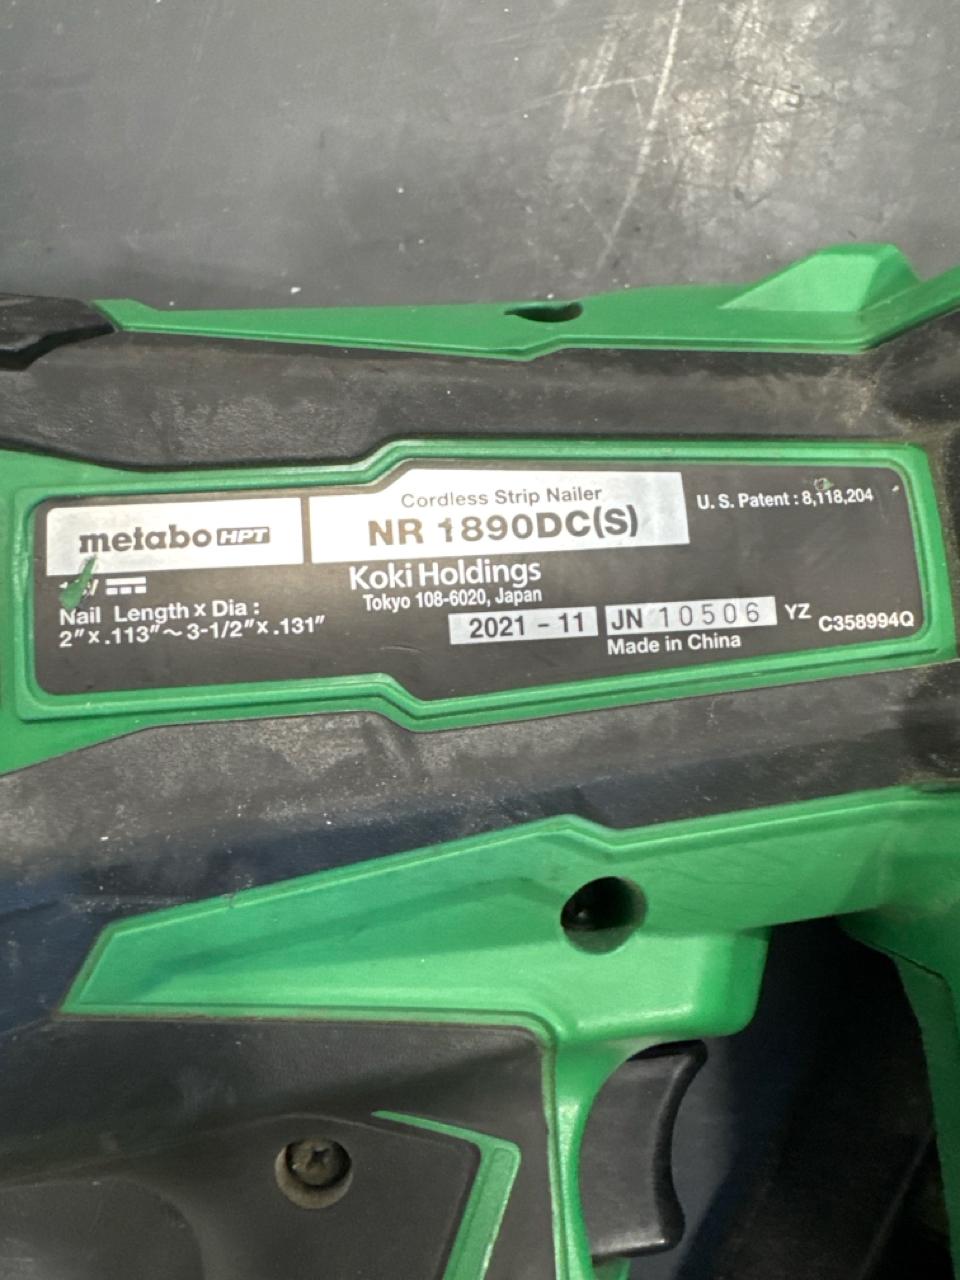 metabo HPT
Cordless Strip Nailer
NR 1890DC(S)
U. S. Patent : 8,118,204
Koki Holdings
Tokyo 108-6020, Japan
Nail Length x Dia :
2″x.113″~3-1/2″x.131″
2021 - 11
JN 10506 YZ C358994Q
Made in China